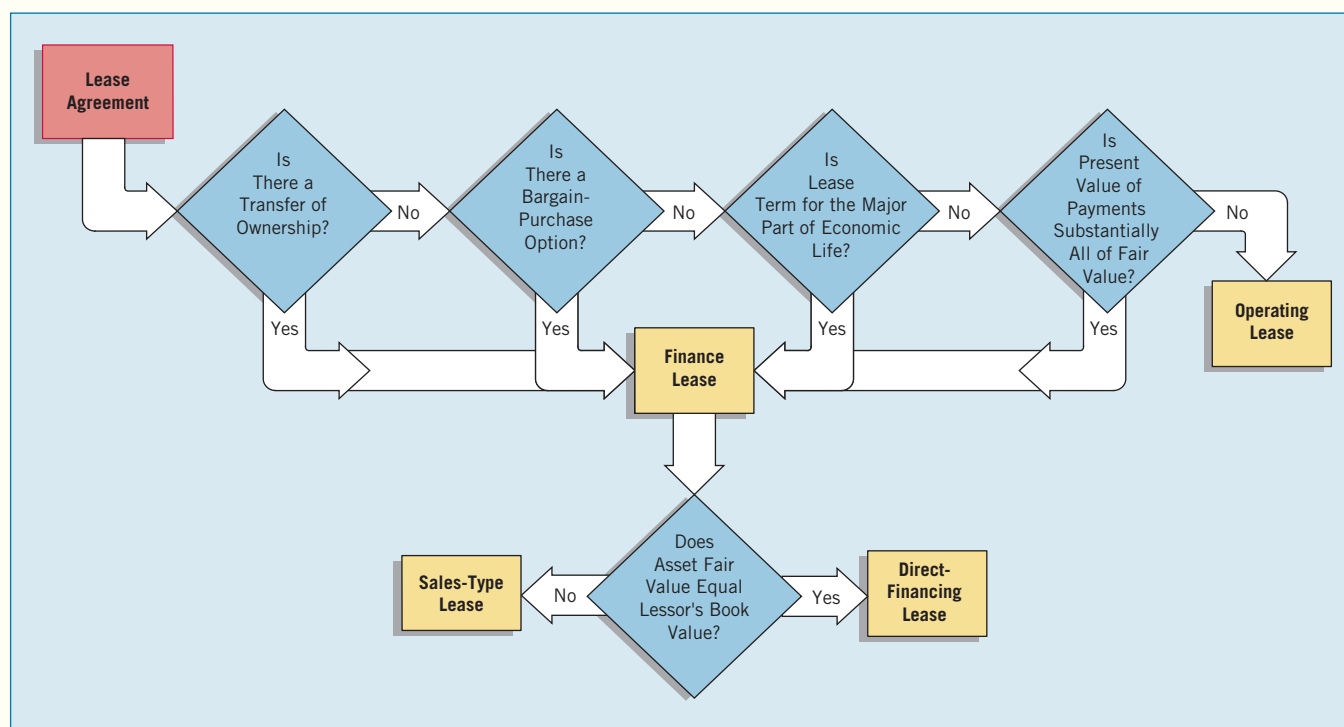 Lease
Agreement
Is
There a
Transfer of
Ownership?
No
Is
There a
Bargain-
Purchase
Option?
No
Is
Lease
Term for the Major
Part of Economic
Life?
No
Is
Present
Value of
Payments
Substantially
All of Fair
Value?
No
Operating
Lease
Yes
Yes
Yes
Yes
Finance
Lease
Does
Asset Fair
Value Equal
Lessor's Book
Value?
No
Sales-Type
Lease
Yes
Direct-
Financing
Lease